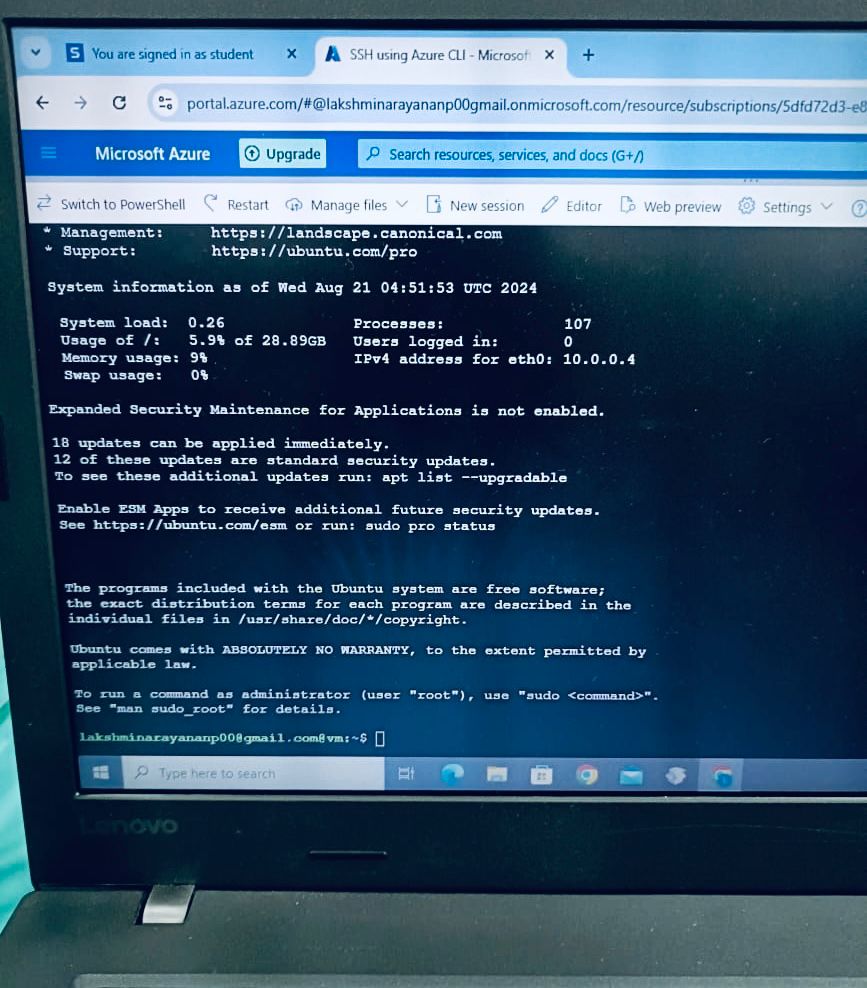 You are signed in as student
SSH using Azure CLI - Microsof
portal.azure.com/#@lakshminarayananp00gmail.onmicrosoft.com/resource/subscriptions/5dfd72d3-e8
Microsoft Azure Upgrade Search resources, services, and docs (G+/)
Switch to PowerShell Restart Manage files New session Editor Web preview Settings
* Management: https://landscape.canonical.com
* Support: https://ubuntu.com/pro
System information as of Wed Aug 21 04:51:53 UTC 2024
System load: 0.26 Processes: 107
Usage of /: 5.9% of 28.89GB Users logged in: 0
Memory usage: 9% IPv4 address for eth0: 10.0.0.4
Swap usage: 0%
Expanded Security Maintenance for Applications is not enabled.
18 updates can be applied immediately.
12 of these updates are standard security updates.
To see these additional updates run: apt list --upgradable
Enable ESM Apps to receive additional future security updates.
See https://ubuntu.com/esm or run: sudo pro status
The programs included with the Ubuntu system are free software;
the exact distribution terms for each program are described in the
individual files in /usr/share/doc/*/copyright.
Ubuntu comes with ABSOLUTELY NO WARRANTY, to the extent permitted by
applicable law.
To run a command as administrator (user "root"), use "sudo <command>".
See "man sudo_root" for details.
lakshminarayananp00@gmail.com@vm:~$
Type here to search
Lenovo